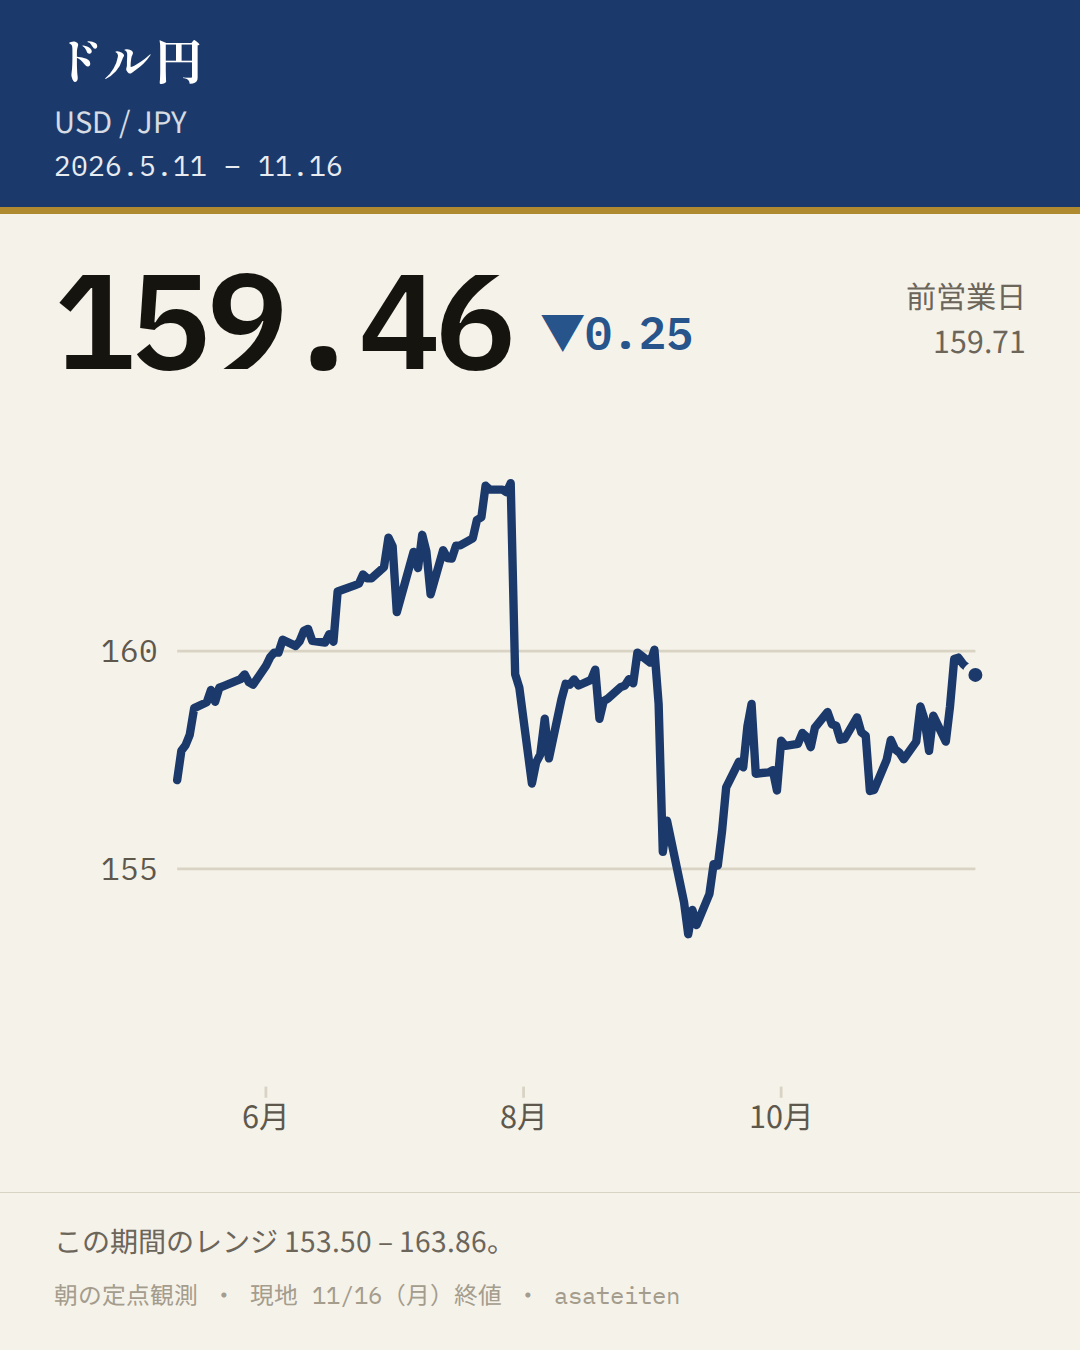 ドル円
USD / JPY
2026.5.11 – 11.16
159.46 ▼0.25
前営業日
159.71
160
155
6月 8月 10月
この期間のレンジ 153.50 – 163.86。
朝の定点観測 ・ 現地 11/16（月）終値 ・ asateiten